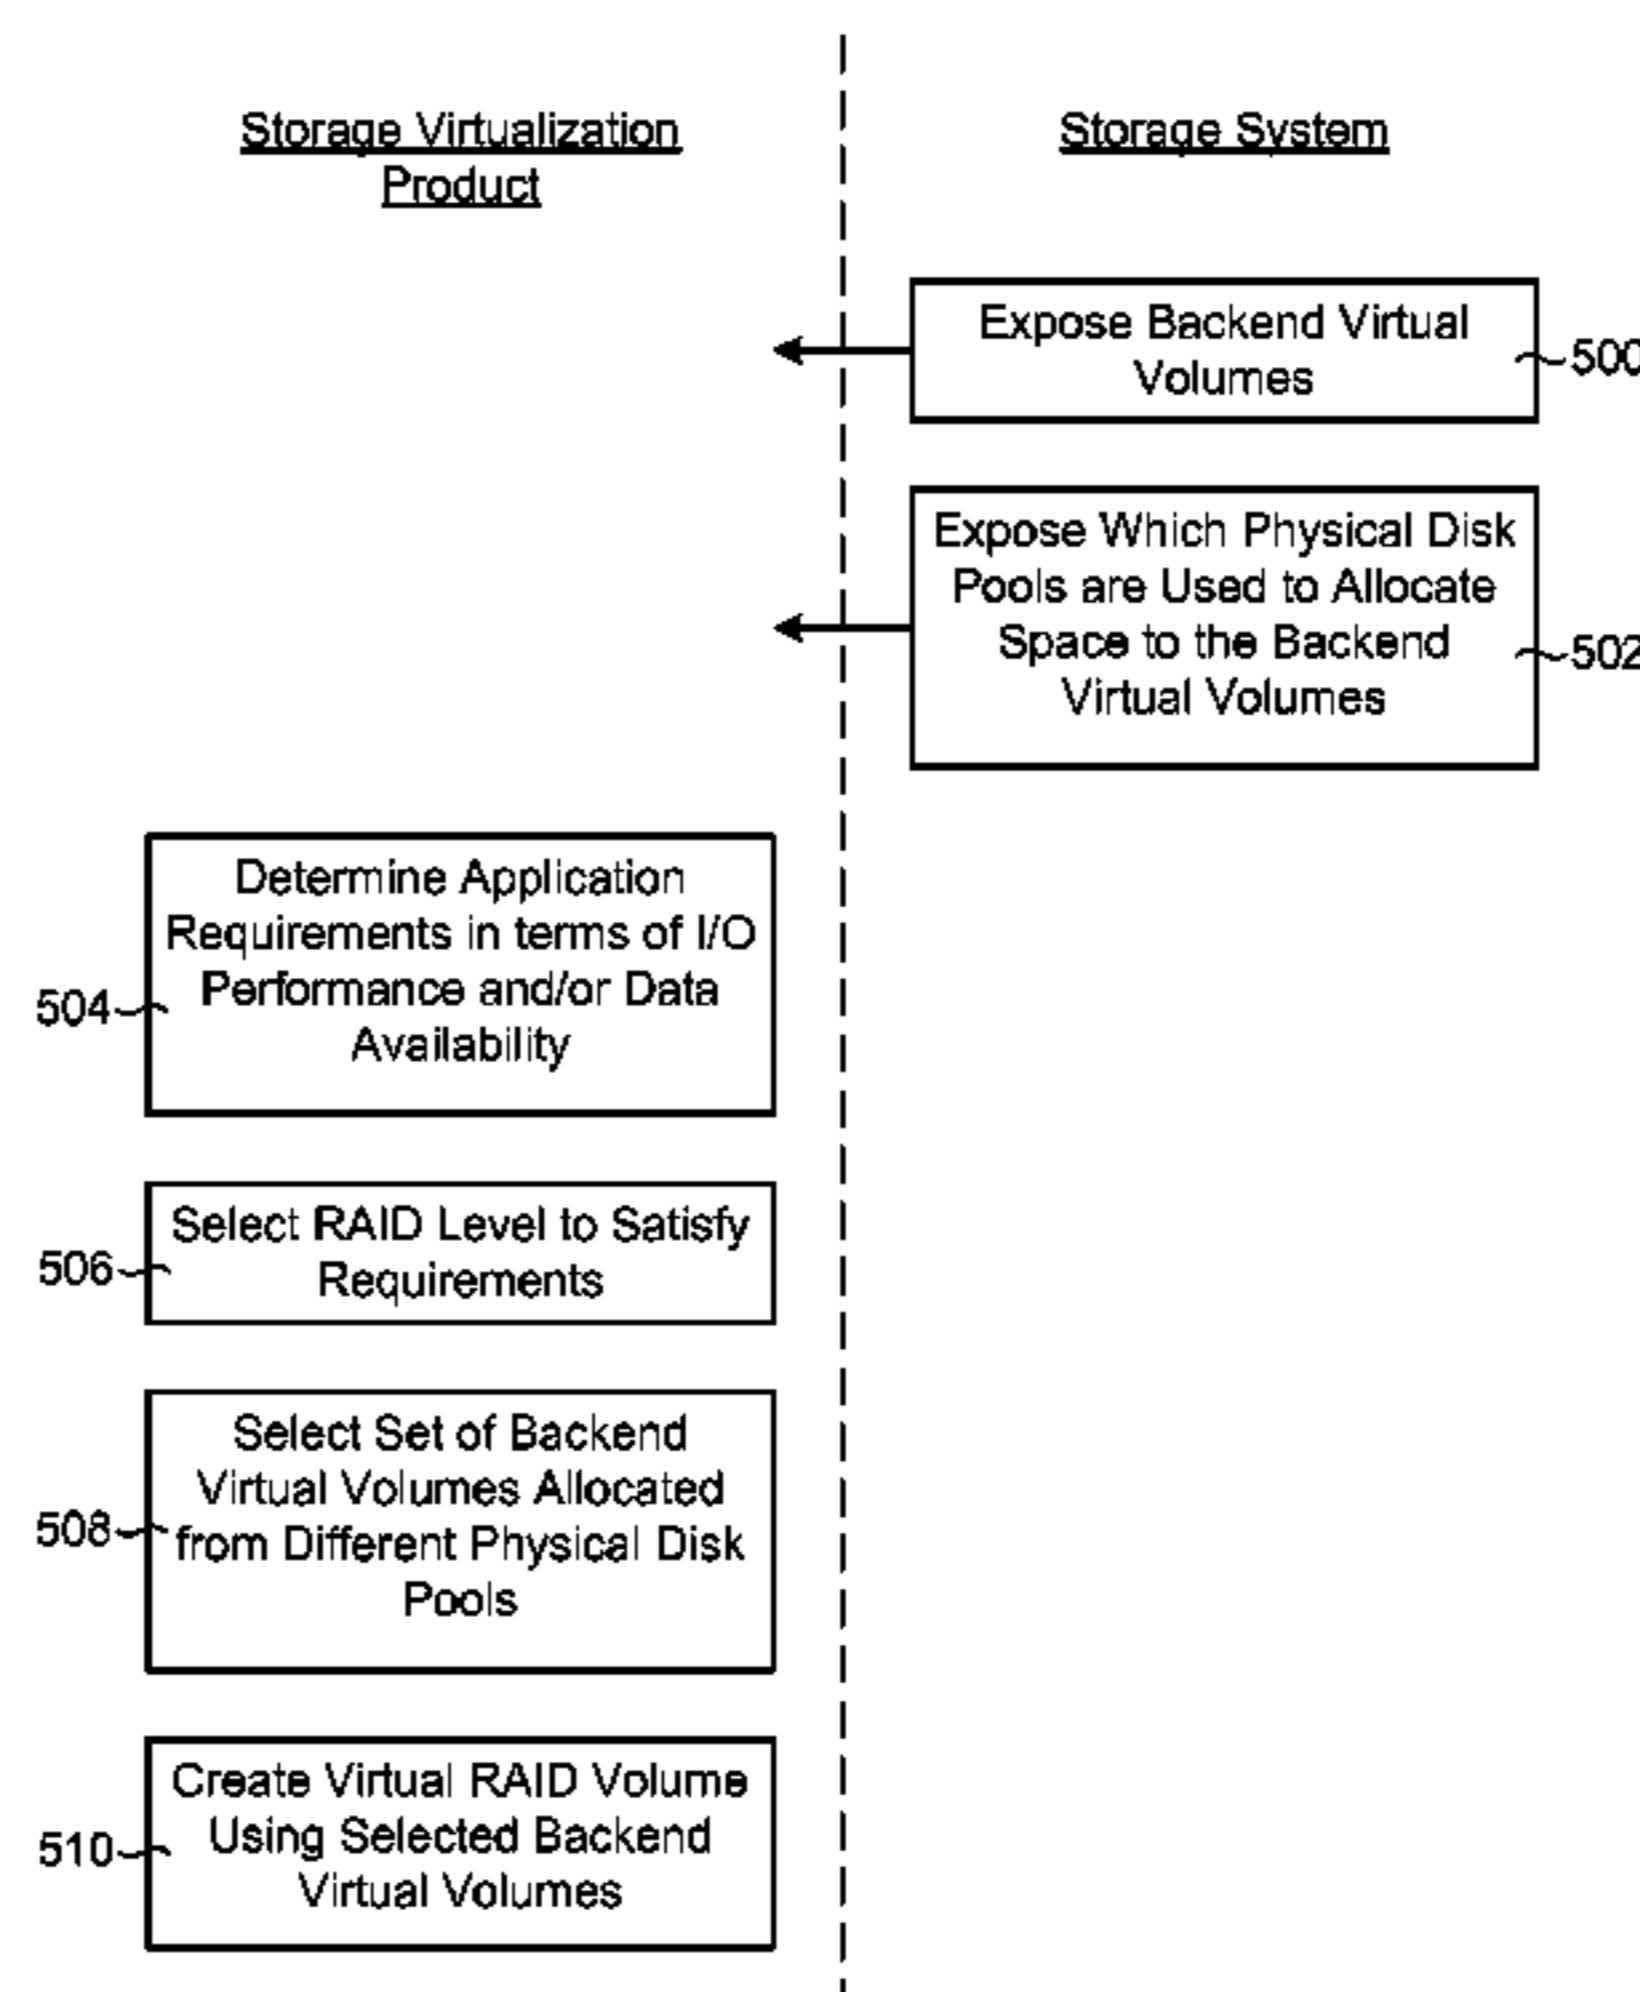 Storage Virtualization
Product
Storage System
Expose Backend Virtual
Volumes
500
Expose Which Physical Disk
Pools are Used to Allocate
Space to the Backend
Virtual Volumes
502
Determine Application
Requirements in terms of I/O
Performance and/or Data
Availability
504
Select RAID Level to Satisfy
Requirements
506
Select Set of Backend
Virtual Volumes Allocated
from Different Physical Disk
Pools
508
Create Virtual RAID Volume
Using Selected Backend
Virtual Volumes
510